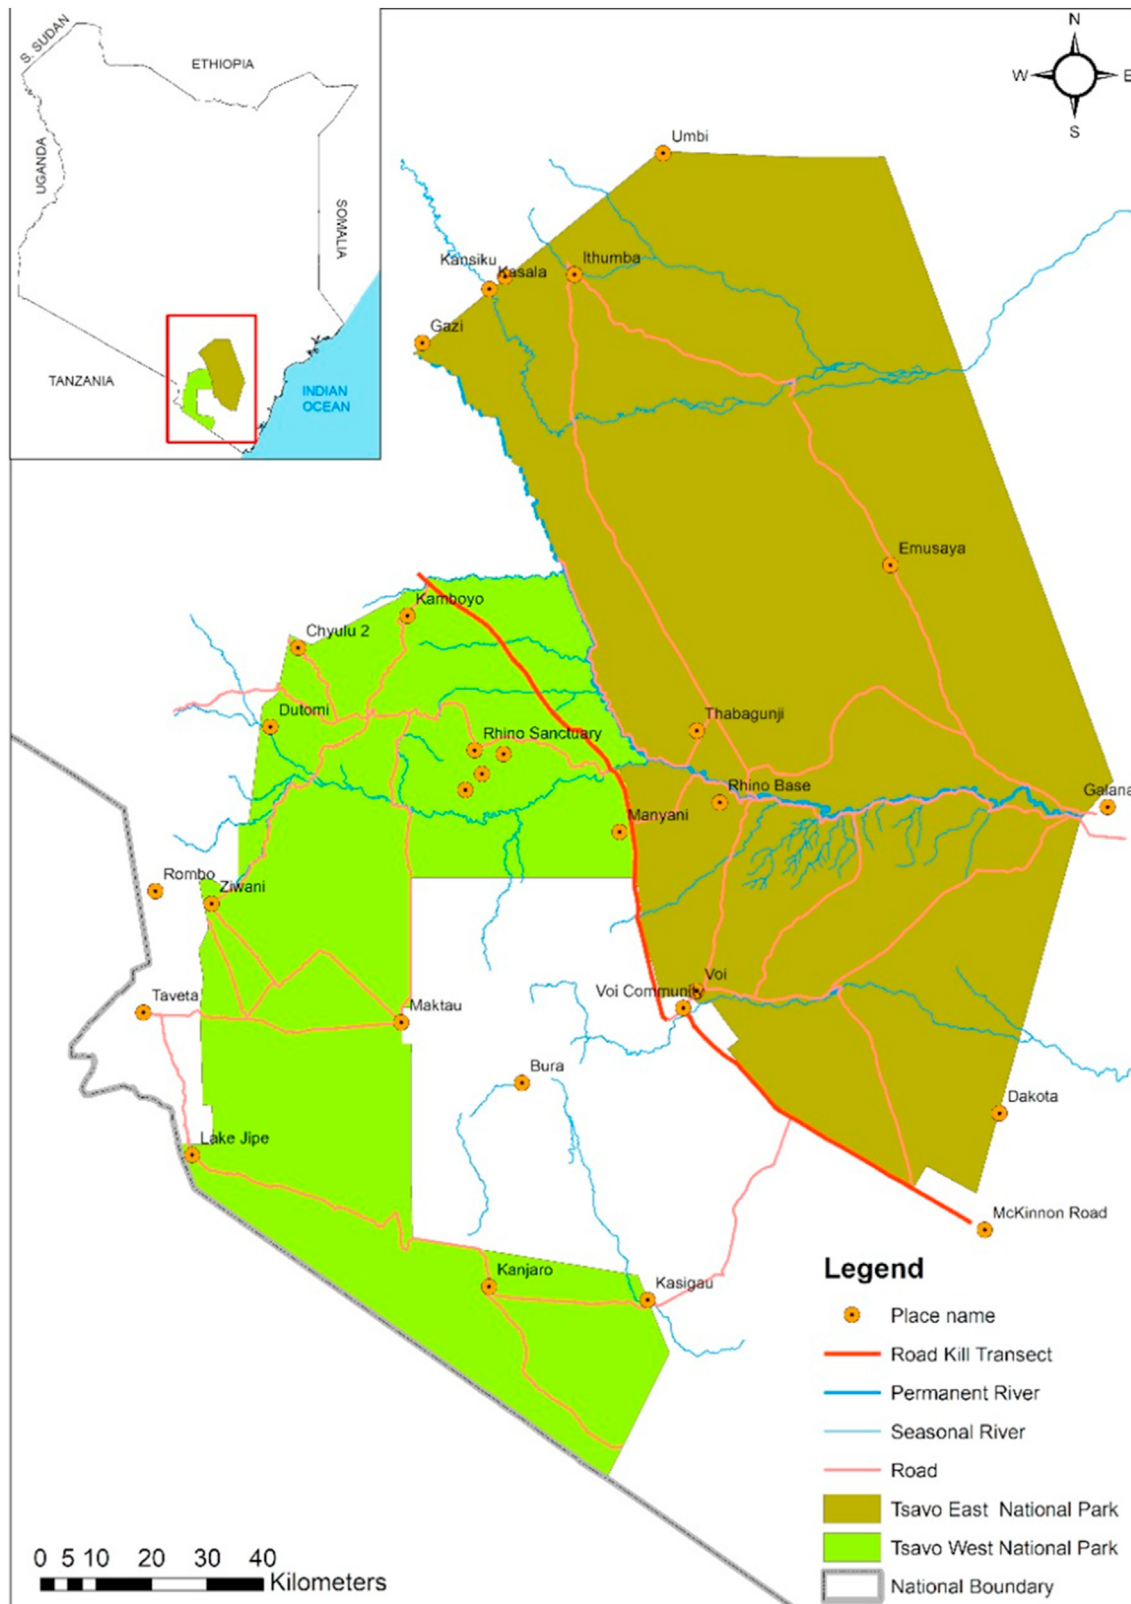 S. SUDAN
ETHIOPIA
UGANDA
SOMALIA
TANZANIA
INDIAN
OCEAN
N
W
E
S
Umbi
Kansiku
Kasala
Ithumba
Gazi
Emusaya
Kamboyo
Chyulu 2
Dutomi
Thabagunji
Rhino Sanctuary
Rhino Base
Galana
Manyani
Rombo
Ziwani
Voi
Voi Community
Taveta
Maktau
Bura
Dakota
Lake Jipe
McKinnon Road
Kanjaro
Kasigau
Legend
Place name
Road Kill Transect
Permanent River
Seasonal River
Road
Tsavo East National Park
Tsavo West National Park
National Boundary
0 5 10 20 30 40
Kilometers